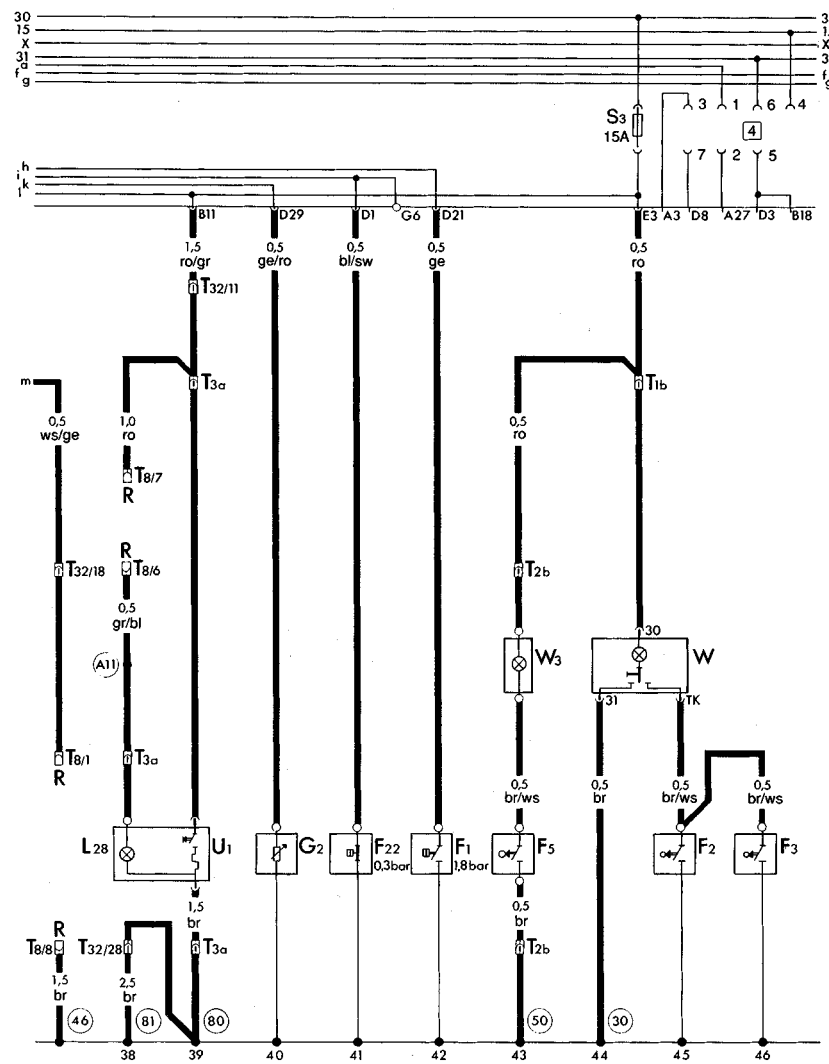 30 3
15 1
X X
31 3
a
f f
g g
S3
15A
3 1 6 4
4
7 2 5
h
i
k
l
B11 D29 D1 G6 D21 E3 A3 D8 A27 D3 B18
1,5
ro/gr
0,5
ge/ro
0,5
bl/sw
0,5
ge
0,5
ro
T32/11
m
T3a
T1b
0,5
ws/ge
1,0
ro
0,5
ro
T8/7
R
R
T32/18
T8/6
T2b
0,5
gr/bl
30
A11
W3
W
31
TK
T8/1
R
T3a
0,5
br/ws
0,5
br
0,5
br/ws
0,5
br/ws
L28
U1
G2
F22
0,3bar
F1
1,8bar
F5
F2
F3
1,5
br
0,5
br
R
T8/8
T32/28
T3a
T2b
1,5
br
2,5
br
46 81 80 50 30
38 39 40 41 42 43 44 45 46